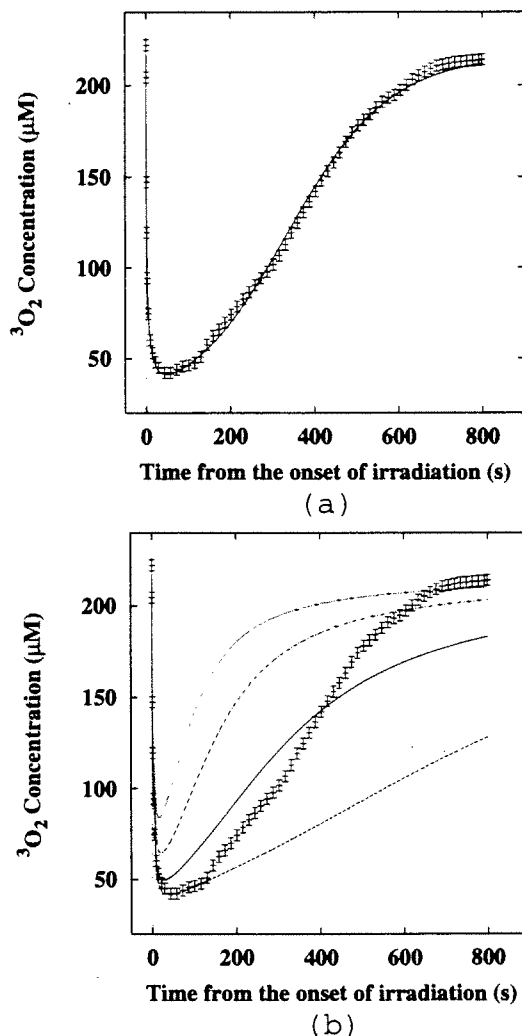 200
150
100
50
³O₂ Concentration (µM)
0 200 400 600 800
Time from the onset of irradiation (s)
(a)
200
150
100
50
³O₂ Concentration (µM)
0 200 400 600 800
Time from the onset of irradiation (s)
(b)